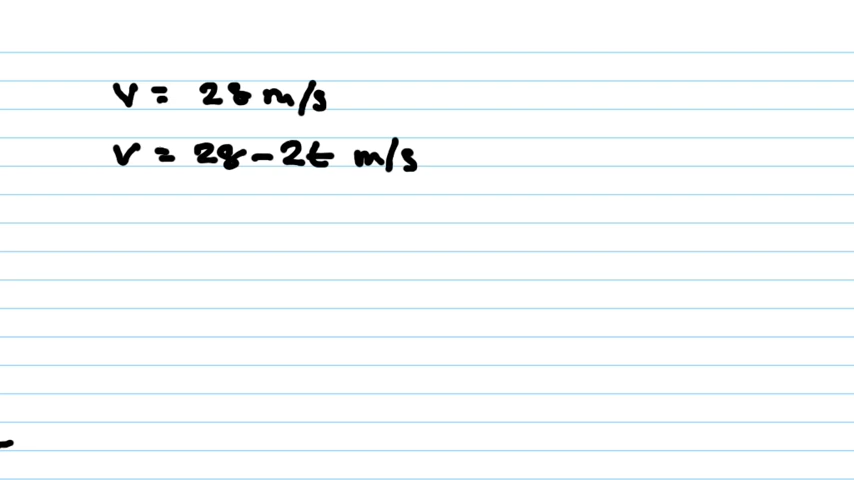 v = 28 m/s
v = 28 - 2t m/s